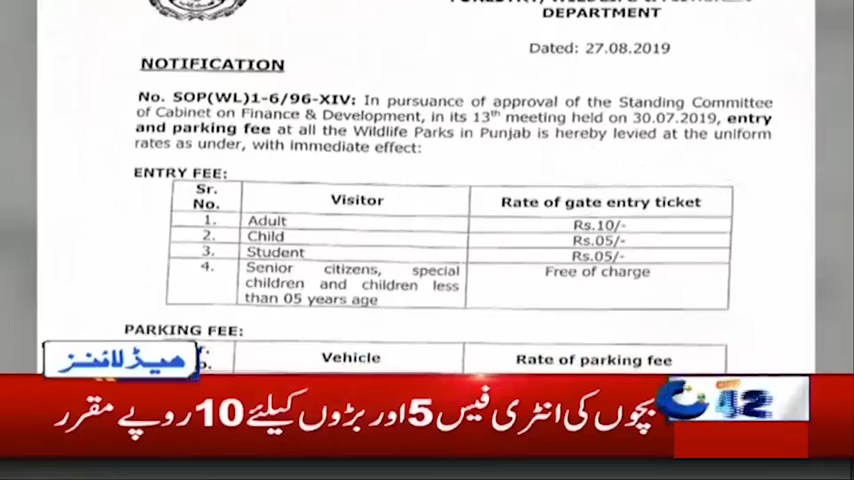 DEPARTMENT
Dated: 27.08.2019
NOTIFICATION
No. SOP(WL)1-6/96-XIV: In pursuance of approval of the Standing Committee
of Cabinet on Finance & Development, in its 13th meeting held on 30.07.2019, entry
and parking fee at all the Wildlife Parks in Punjab is hereby levied at the uniform
rates as under, with immediate effect:
ENTRY FEE:
Sr. No. Visitor Rate of gate entry ticket
1. Adult Rs.10/-
2. Child Rs.05/-
3. Student Rs.05/-
4. Senior citizens, special Free of charge
children and children less
than 05 years age
PARKING FEE:
Vehicle Rate of parking fee
ہیڈلائنز
بچوں کی انٹری فیس 5 اور بڑوں کیلئے 10 روپے مقرر
CITY 42